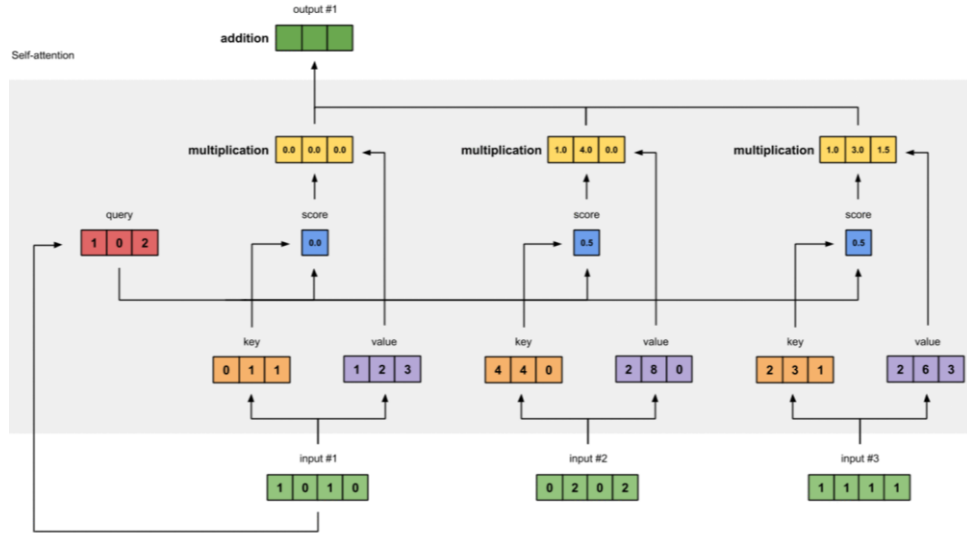 output #1
addition
Self-attention
multiplication 0.0 0.0 0.0
multiplication 1.0 4.0 0.0
multiplication 1.0 3.0 1.5
query
score
score
score
1 0 2
0.0
0.5
0.5
key
value
key
value
key
value
0 1 1
1 2 3
4 4 0
2 8 0
2 3 1
2 6 3
input #1
input #2
input #3
1 0 1 0
0 2 0 2
1 1 1 1